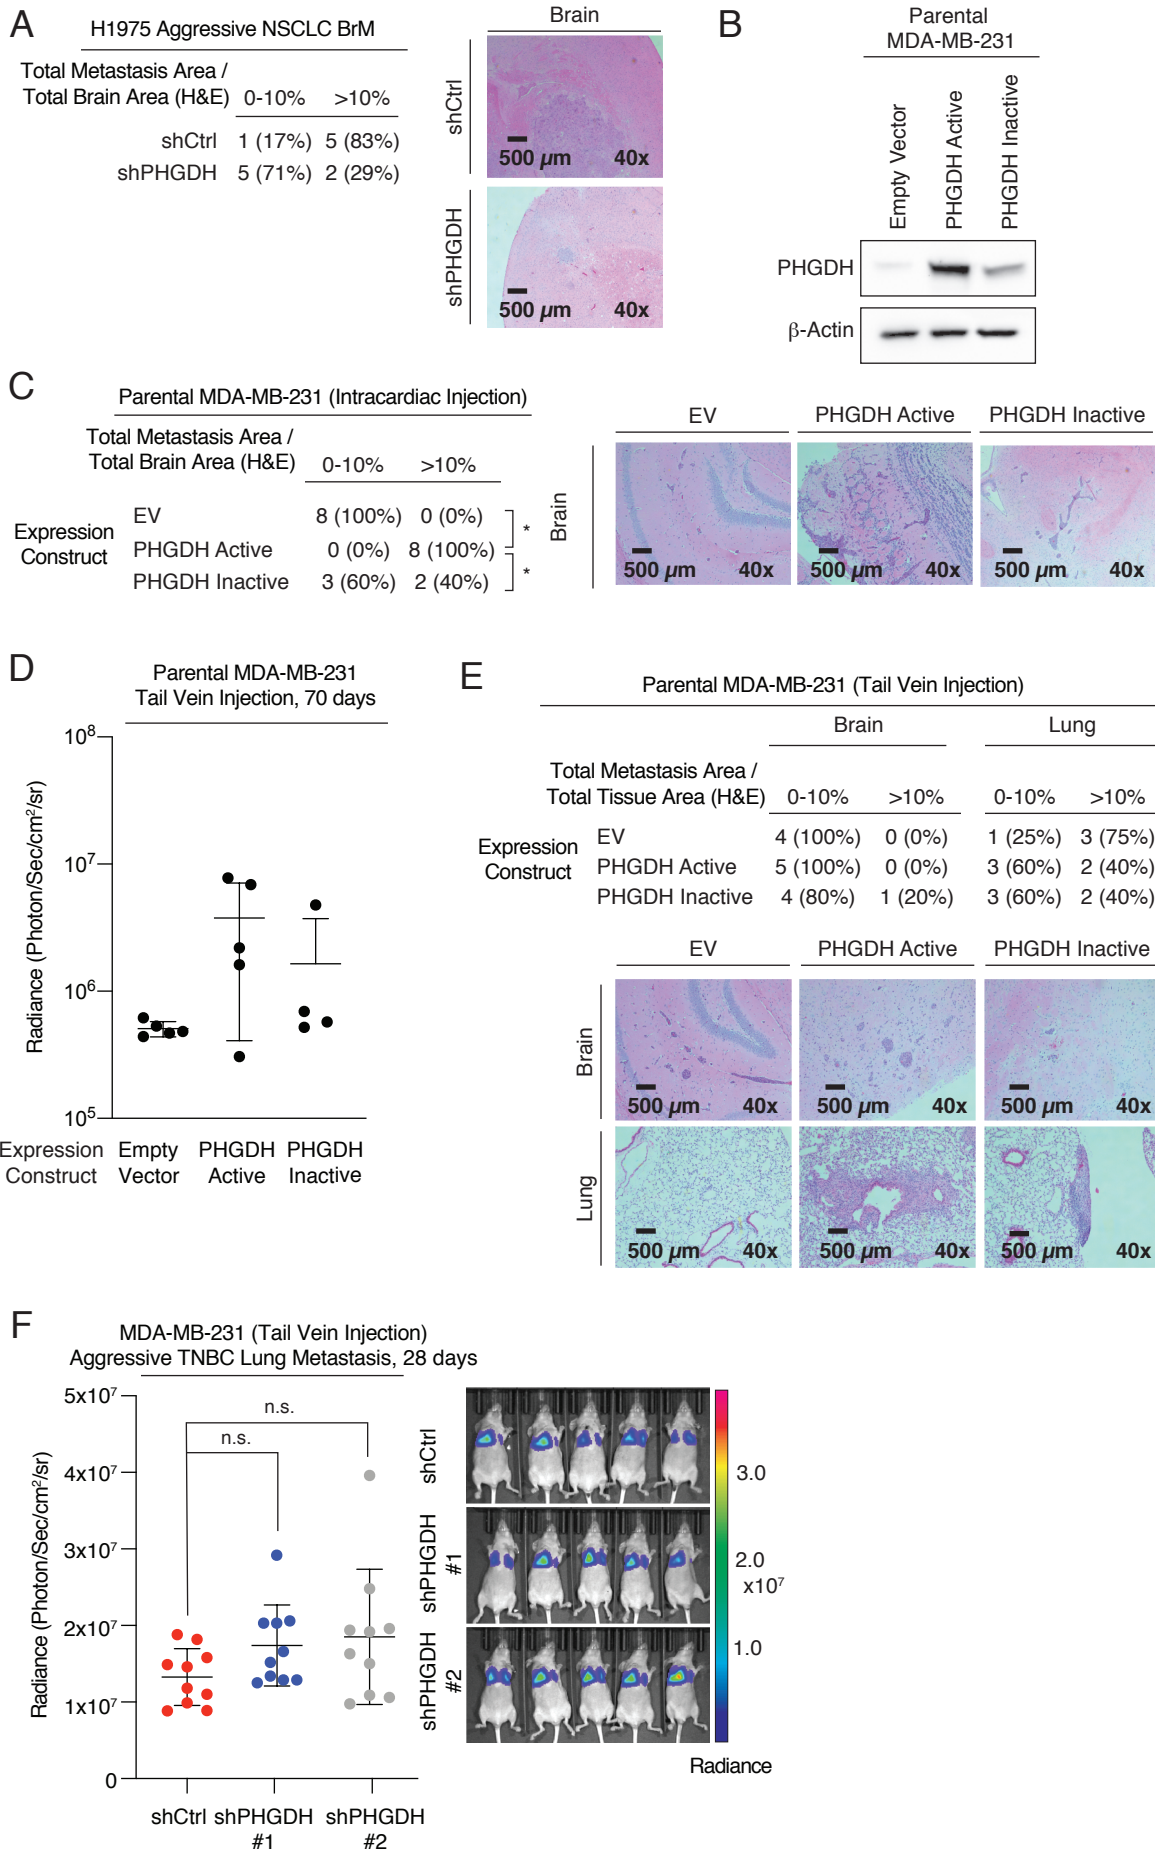 A
H1975 Aggressive NSCLC BrM
Total Metastasis Area /
Total Brain Area (H&E) 0-10% >10%
shCtrl 1 (17%) 5 (83%)
shPHGDH 5 (71%) 2 (29%)
Brain
shCtrl
500 µm 40x
shPHGDH
500 µm 40x
B
Parental
MDA-MB-231
Empty Vector
PHGDH Active
PHGDH Inactive
PHGDH
β-Actin
C
Parental MDA-MB-231 (Intracardiac Injection)
Total Metastasis Area /
Total Brain Area (H&E) 0-10% >10%
Expression
Construct
EV 8 (100%) 0 (0%)
PHGDH Active 0 (0%) 8 (100%)
PHGDH Inactive 3 (60%) 2 (40%)
*
*
EV PHGDH Active PHGDH Inactive
Brain
500 µm 40x 500 µm 40x 500 µm 40x
D
Parental MDA-MB-231
Tail Vein Injection, 70 days
Radiance (Photon/Sec/cm²/sr)
10⁸
10⁷
10⁶
10⁵
Expression
Construct
Empty
Vector
PHGDH
Active
PHGDH
Inactive
E
Parental MDA-MB-231 (Tail Vein Injection)
Brain Lung
Total Metastasis Area /
Total Tissue Area (H&E) 0-10% >10% 0-10% >10%
Expression
Construct
EV 4 (100%) 0 (0%) 1 (25%) 3 (75%)
PHGDH Active 5 (100%) 0 (0%) 3 (60%) 2 (40%)
PHGDH Inactive 4 (80%) 1 (20%) 3 (60%) 2 (40%)
EV PHGDH Active PHGDH Inactive
Brain
500 µm 40x 500 µm 40x 500 µm 40x
Lung
500 µm 40x 500 µm 40x 500 µm 40x
F
MDA-MB-231 (Tail Vein Injection)
Aggressive TNBC Lung Metastasis, 28 days
Radiance (Photon/Sec/cm²/sr)
5x10⁷
4x10⁷
3x10⁷
2x10⁷
1x10⁷
0
n.s.
n.s.
shCtrl shPHGDH shPHGDH
#1 #2
shCtrl
shPHGDH
#1
shPHGDH
#2
3.0
2.0
x10⁷
1.0
Radiance